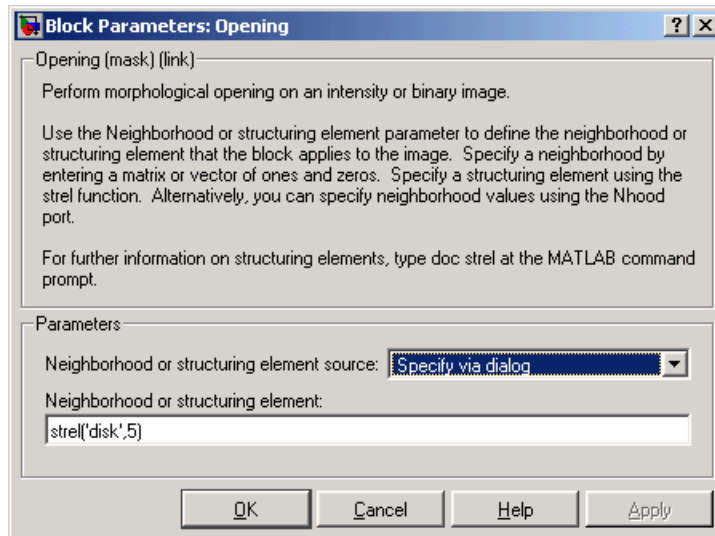 Block Parameters: Opening
Opening (mask) (link)
Perform morphological opening on an intensity or binary image.
Use the Neighborhood or structuring element parameter to define the neighborhood or
structuring element that the block applies to the image.  Specify a neighborhood by
entering a matrix or vector of ones and zeros.  Specify a structuring element using the
strel function.  Alternatively, you can specify neighborhood values using the Nhood
port.
For further information on structuring elements, type doc strel at the MATLAB command
prompt.
Parameters
Neighborhood or structuring element source: Specify via dialog
Neighborhood or structuring element:
strel('disk',5)
OK Cancel Help Apply